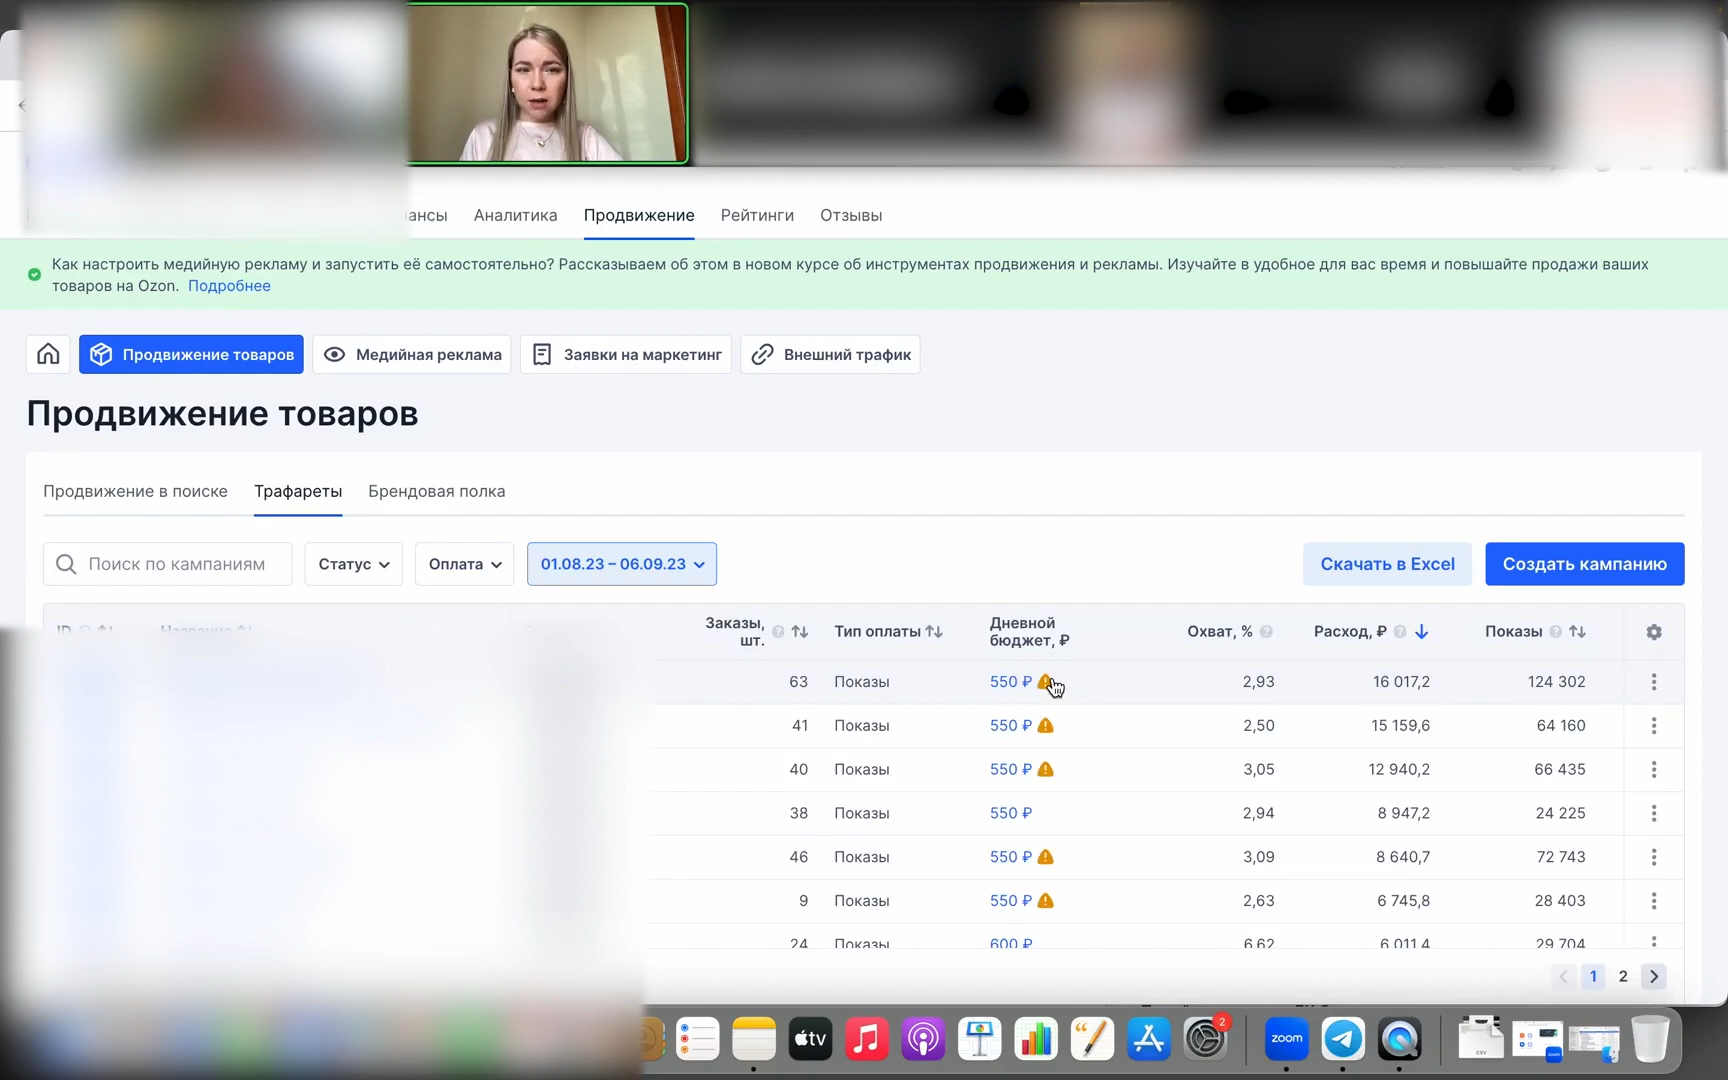 Аналитика Продвижение Рейтинги Отзывы
Как настроить медийную рекламу и запустить её самостоятельно? Рассказываем об этом в новом курсе об инструментах продвижения и рекламы. Изучайте в удобное для вас время и повышайте продажи ваших
товаров на Ozon. Подробнее
Продвижение товаров Медийная реклама Заявки на маркетинг Внешний трафик
Продвижение товаров
Продвижение в поиске Трафареты Брендовая полка
Поиск по кампаниям Статус Оплата 01.08.23 – 06.09.23 Скачать в Excel Создать кампанию
Заказы, шт. Тип оплаты Дневной бюджет, ₽ Охват, % Расход, ₽ Показы
63 Показы 550 ₽ 2,93 16 017,2 124 302
41 Показы 550 ₽ 2,50 15 159,6 64 160
40 Показы 550 ₽ 3,05 12 940,2 66 435
38 Показы 550 ₽ 2,94 8 947,2 24 225
46 Показы 550 ₽ 3,09 8 640,7 72 743
9 Показы 550 ₽ 2,63 6 745,8 28 403
24 Показы 600 ₽ 6,62 6 011,4 29 704
1 2
tv 2 zoom CSV